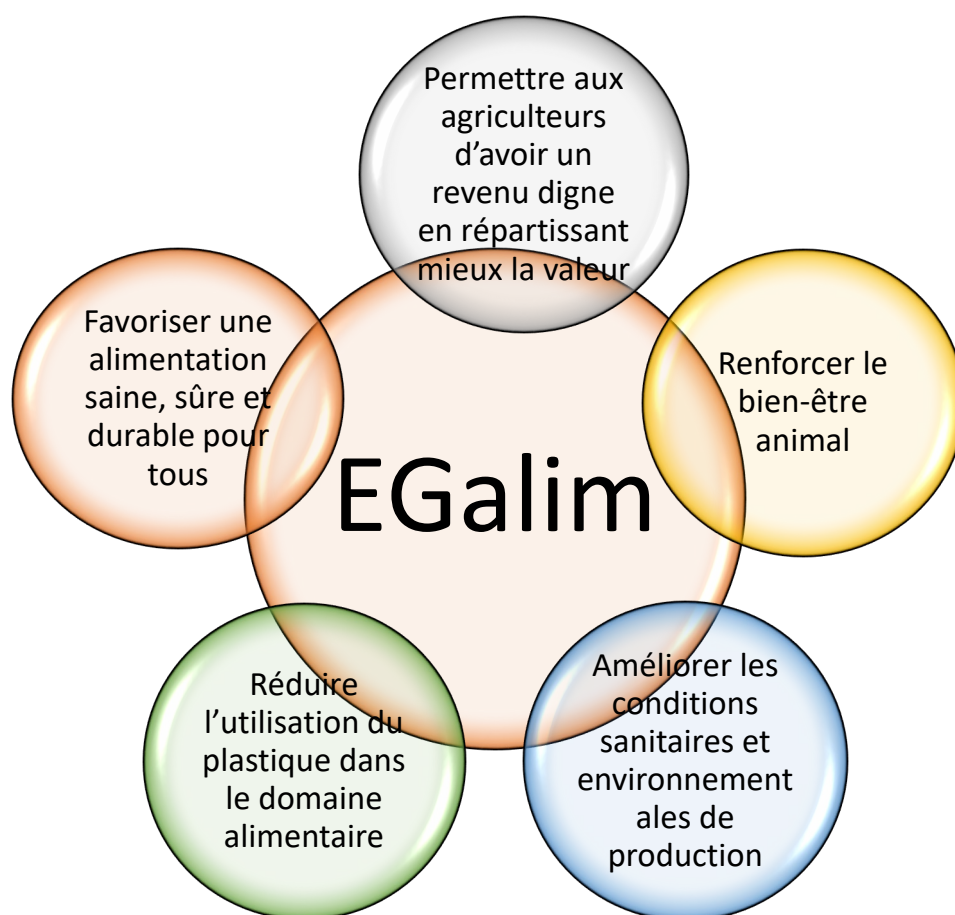 Permettre aux
agriculteurs
d’avoir un
revenu digne
en répartissant
mieux la valeur
Favoriser une
alimentation
saine, sûre et
durable pour
tous
Renforcer le
bien-être
animal
EGalim
Réduire
l’utilisation du
plastique dans
le domaine
alimentaire
Améliorer les
conditions
sanitaires et
environnement
ales de
production